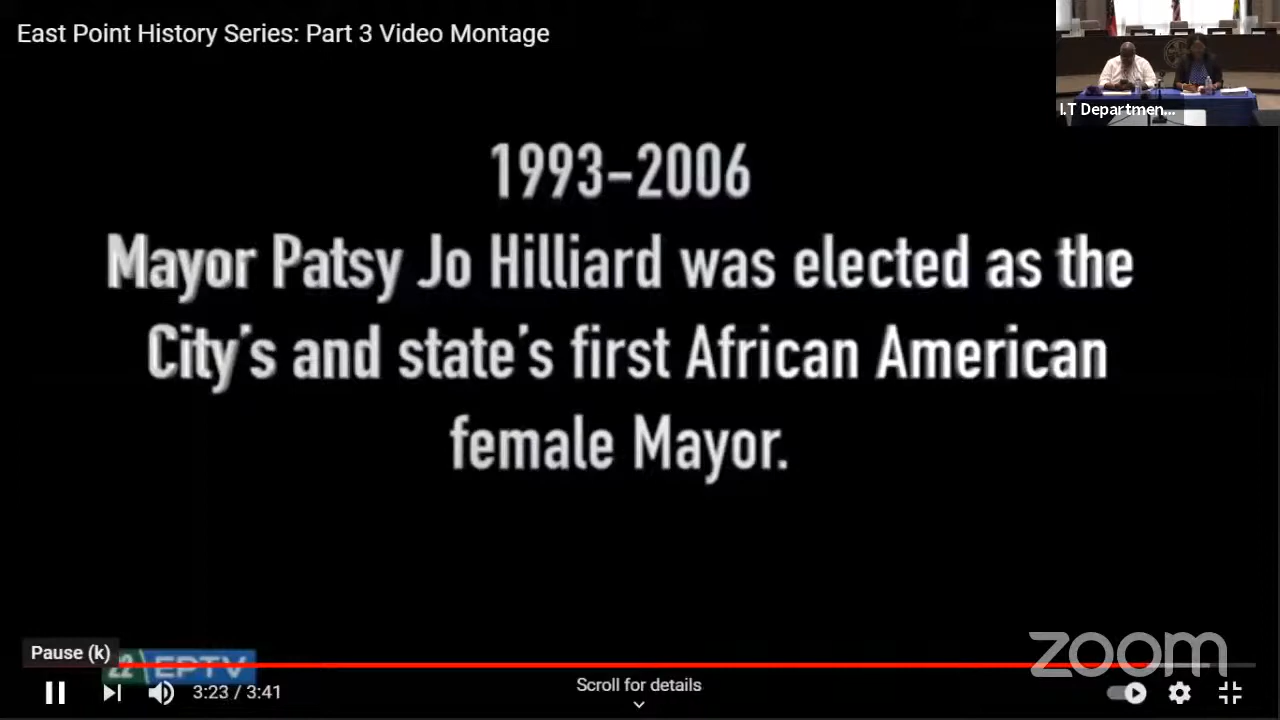 East Point History Series: Part 3 Video Montage
I.T Departmen...
1993-2006
Mayor Patsy Jo Hilliard was elected as the
City's and state's first African American
female Mayor.
Pause (k)
22 EPTV
zoom
3:23 / 3:41
Scroll for details